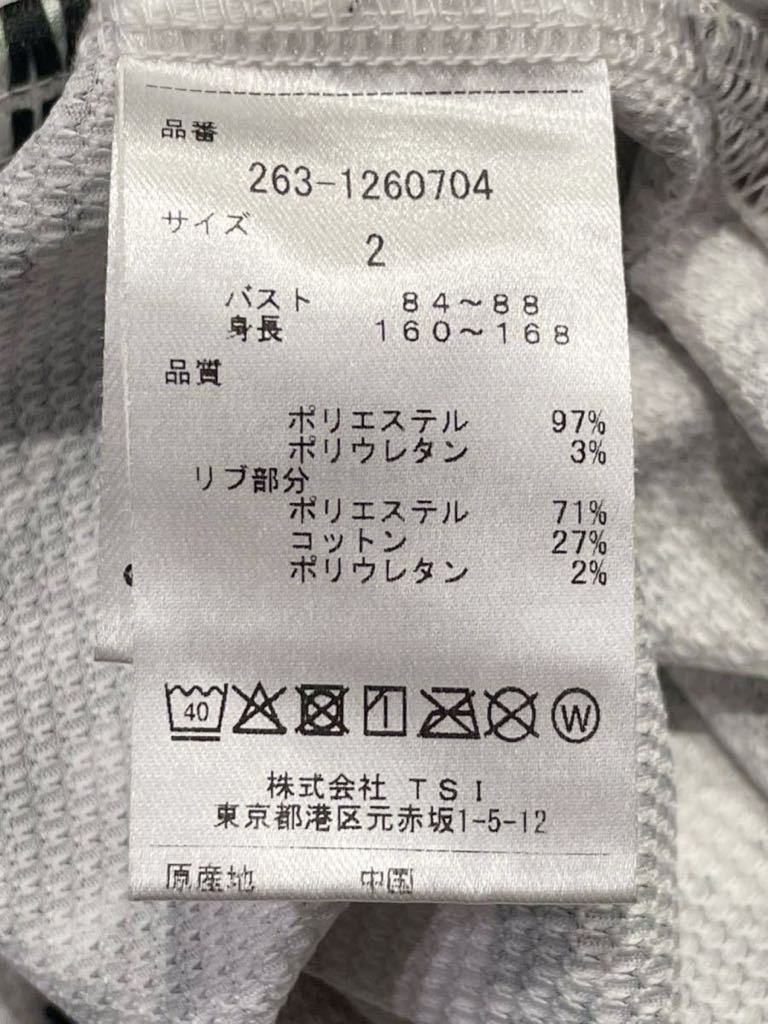 品番
263-1260704
サイズ
2
バスト 84～88
身長 160～168
品質
ポリエステル 97%
ポリウレタン 3%
リブ部分
ポリエステル 71%
コットン 27%
ポリウレタン 2%
40 W
株式会社 TSI
東京都港区元赤坂1-5-12
原産地 中国